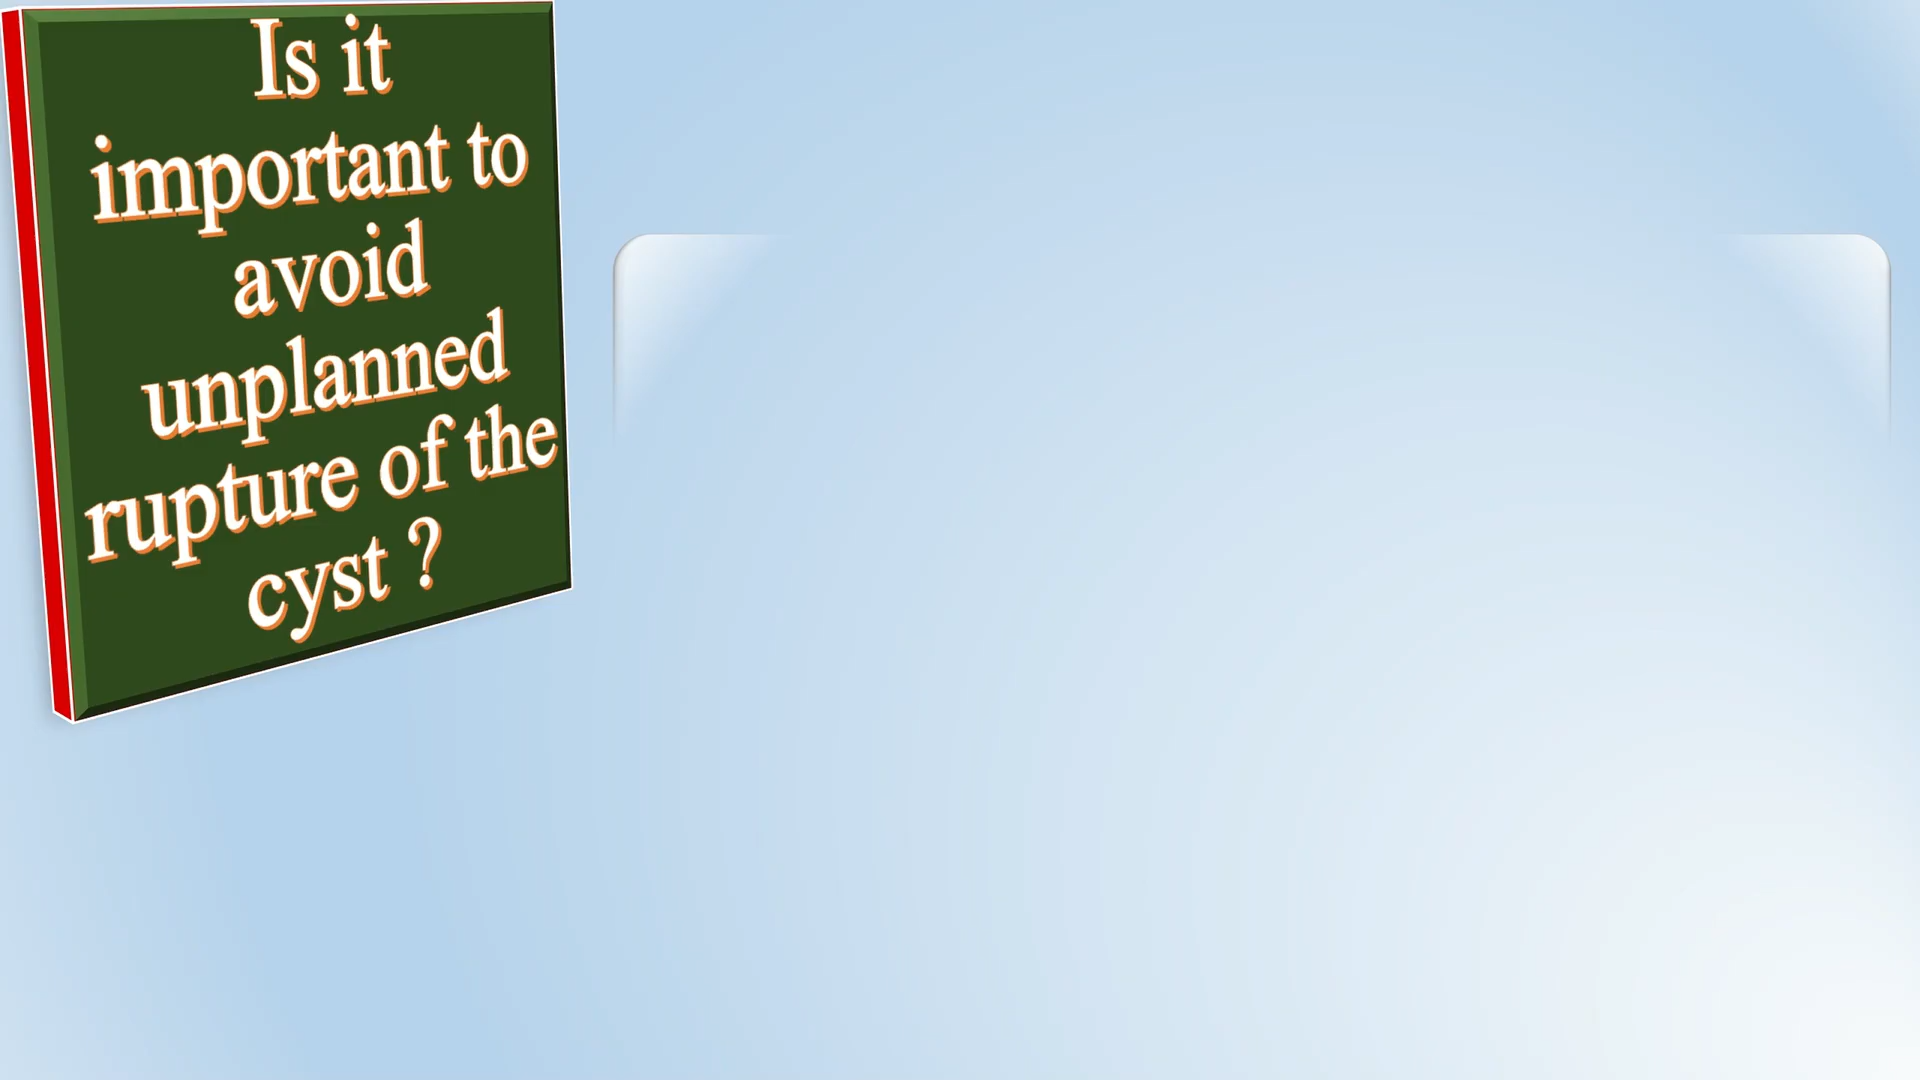 Is it
important to
avoid
unplanned
rupture of the
cyst ?